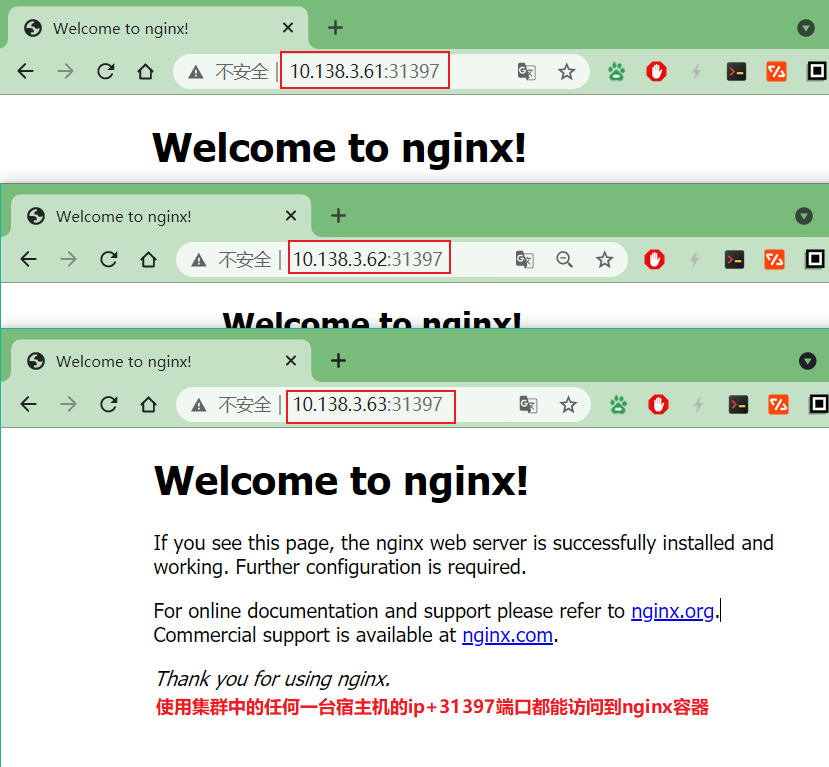 Welcome to nginx!
不安全 | 10.138.3.61:31397
Welcome to nginx!
Welcome to nginx!
不安全 | 10.138.3.62:31397
Welcome to nginx!
Welcome to nginx!
不安全 | 10.138.3.63:31397
Welcome to nginx!
If you see this page, the nginx web server is successfully installed and
working. Further configuration is required.
For online documentation and support please refer to nginx.org.
Commercial support is available at nginx.com.
Thank you for using nginx.
使用集群中的任何一台宿主机的ip+31397端口都能访问到nginx容器